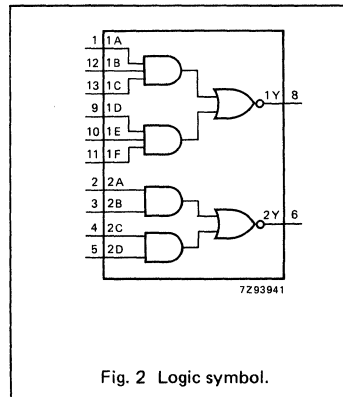 1 1A
12 1B
13 1C
1Y 8
9 1D
10 1E
11 1F
2 2A
3 2B
2Y 6
4 2C
5 2D
7Z93941
Fig. 2 Logic symbol.